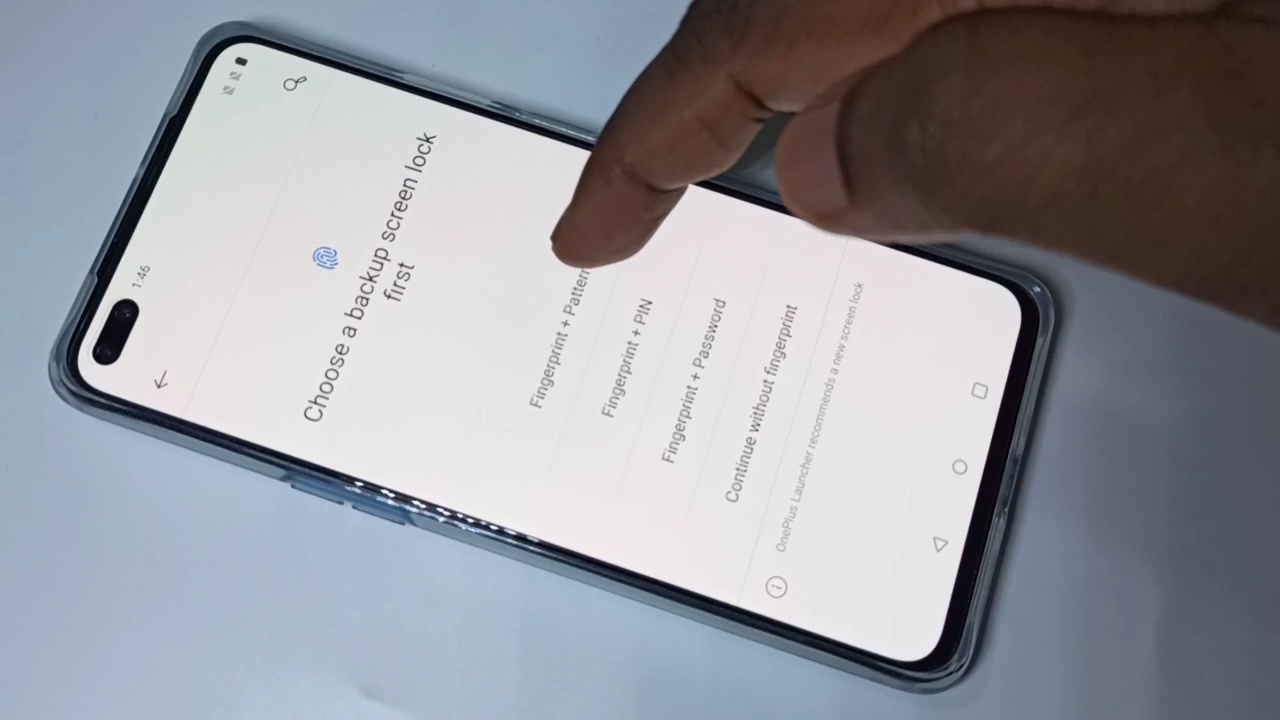 1:46
Choose a backup screen lock
first
Fingerprint + Pattern
Fingerprint + PIN
Fingerprint + Password
Continue without fingerprint
OnePlus Launcher recommends a new screen lock